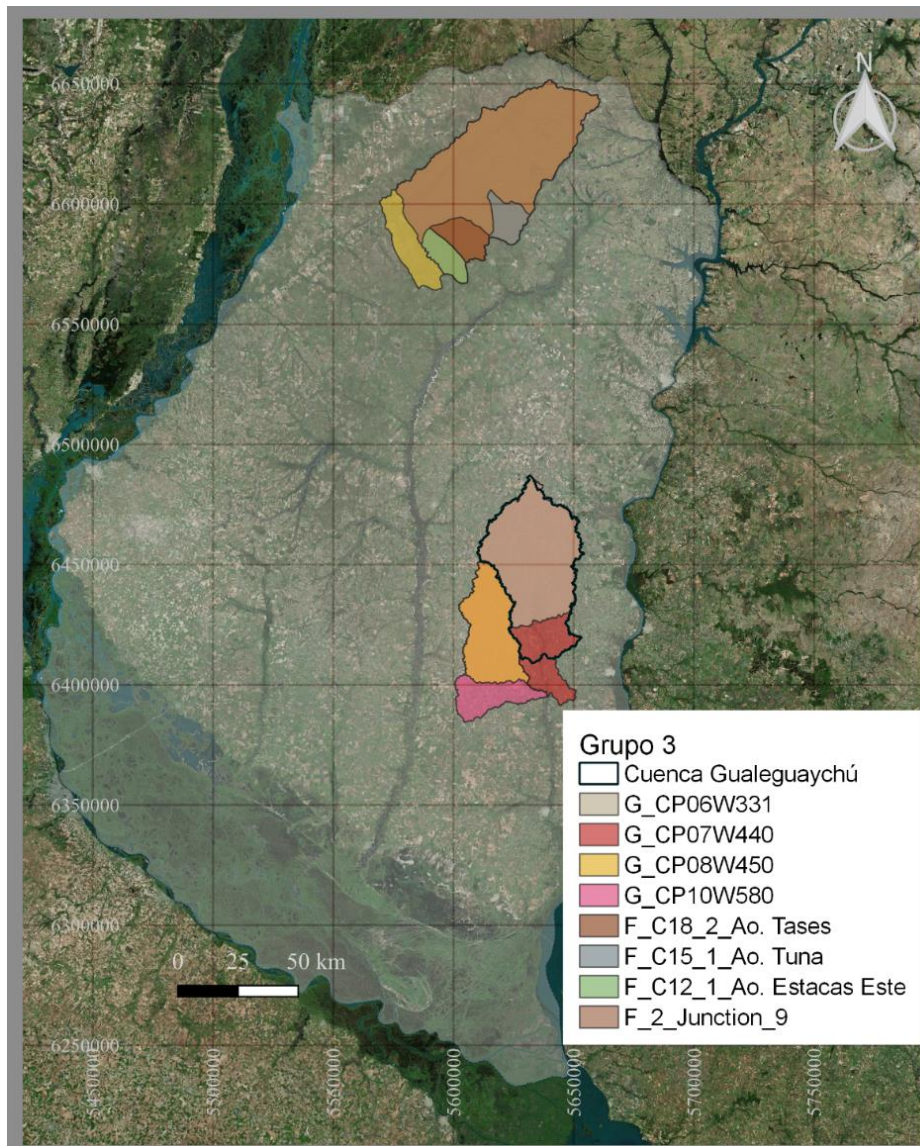 N
6650000
6600000
6550000
6500000
6450000
6400000
6350000
6300000
6250000
0 25 50 km
5450000
5500000
5550000
5600000
5650000
5700000
5750000
Grupo 3
Cuenca Gualeguaychú
G_CP06W331
G_CP07W440
G_CP08W450
G_CP10W580
F_C18_2_Ao. Tases
F_C15_1_Ao. Tuna
F_C12_1_Ao. Estacas Este
F_2_Junction_9